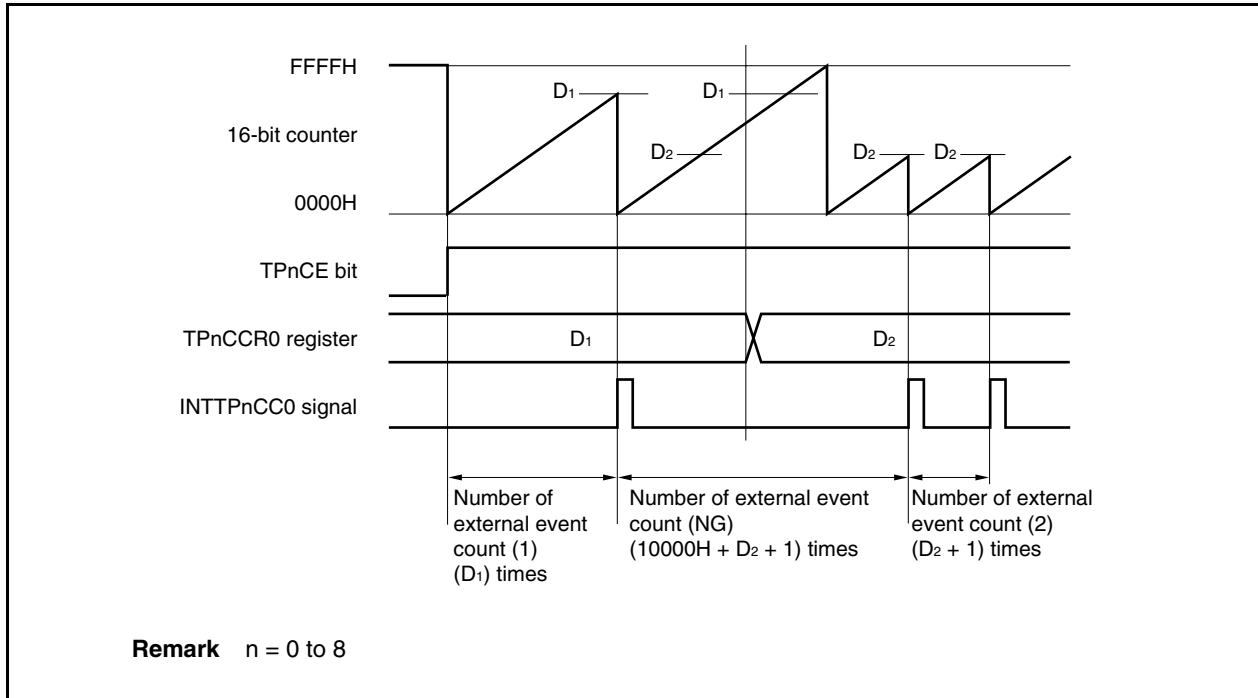 FFFFH
D1
D1
16-bit counter
D2
D2
D2
0000H
TPnCE bit
TPnCCR0 register
D1
D2
INTTPnCC0 signal
Number of
external event
count (1)
(D1) times
Number of external event
count (NG)
(10000H + D2 + 1) times
Number of external
event count (2)
(D2 + 1) times
Remark n = 0 to 8